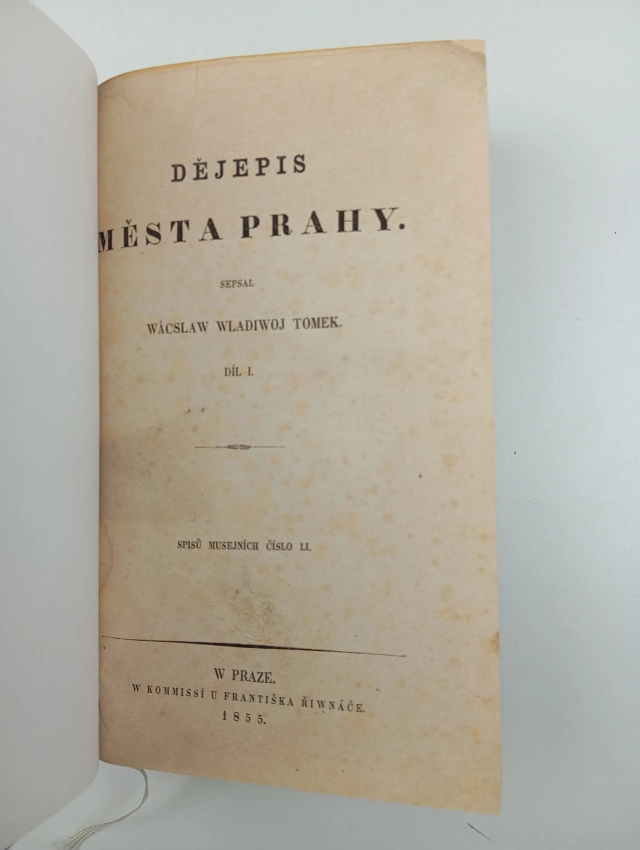 DĚJEPIS
MĚSTA PRAHY.
SEPSAL
WÁCSLAW WLADIWOJ TOMEK.
DÍL I.
SPISŮ MUSEJNÍCH ČÍSLO LI.
W PRAZE.
W KOMMISSÍ U FRANTIŠKA ŘIWNÁČE.
1855.